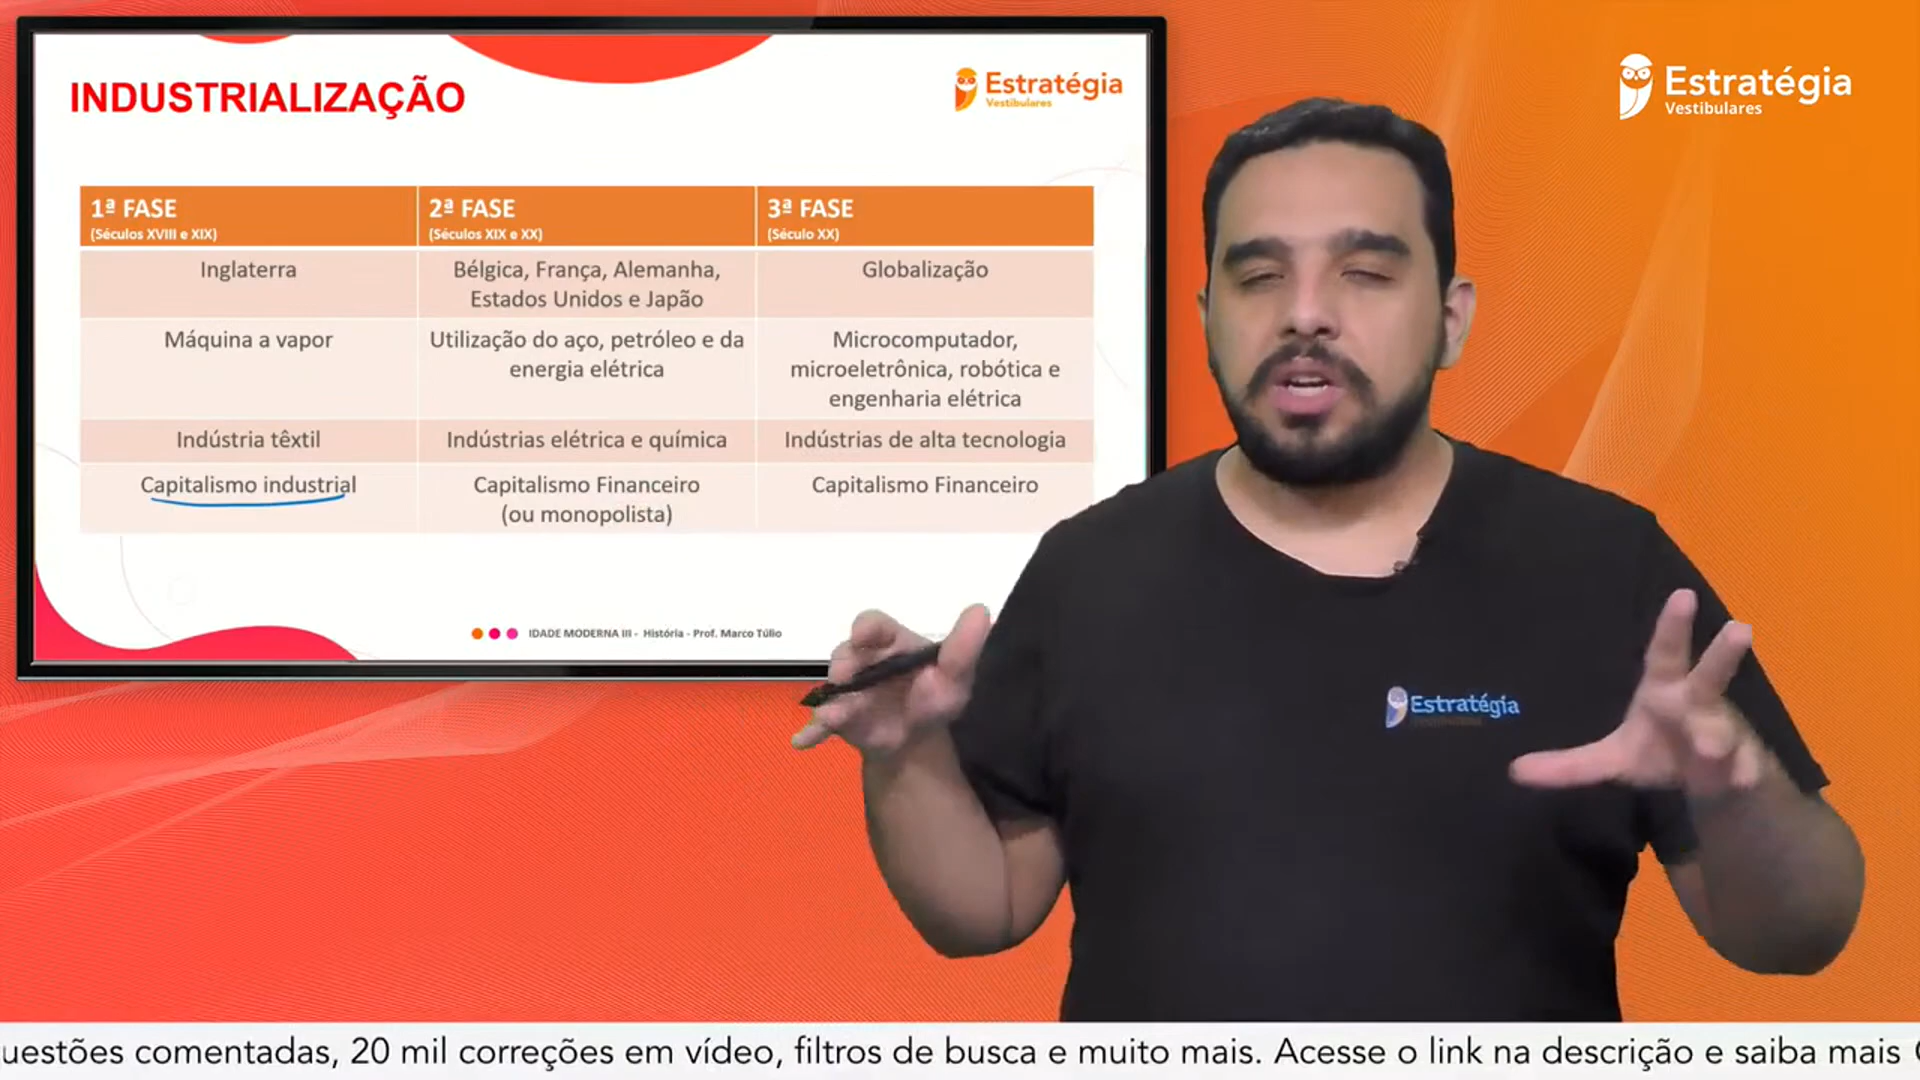 INDUSTRIALIZAÇÃO
Estratégia
Vestibulares
1ª FASE
(Séculos XVIII e XIX)
2ª FASE
(Séculos XIX e XX)
3ª FASE
(Século XX)
Inglaterra
Bélgica, França, Alemanha,
Estados Unidos e Japão
Globalização
Máquina a vapor
Utilização do aço, petróleo e da
energia elétrica
Microcomputador,
microeletrônica, robótica e
engenharia elétrica
Indústria têxtil
Indústrias elétrica e química
Indústrias de alta tecnologia
Capitalismo industrial
Capitalismo Financeiro
(ou monopolista)
Capitalismo Financeiro
IDADE MODERNA III - História - Prof. Marco Túlio
Estratégia
Vestibulares
Estratégia
uestões comentadas, 20 mil correções em vídeo, filtros de busca e muito mais. Acesse o link na descrição e saiba mais